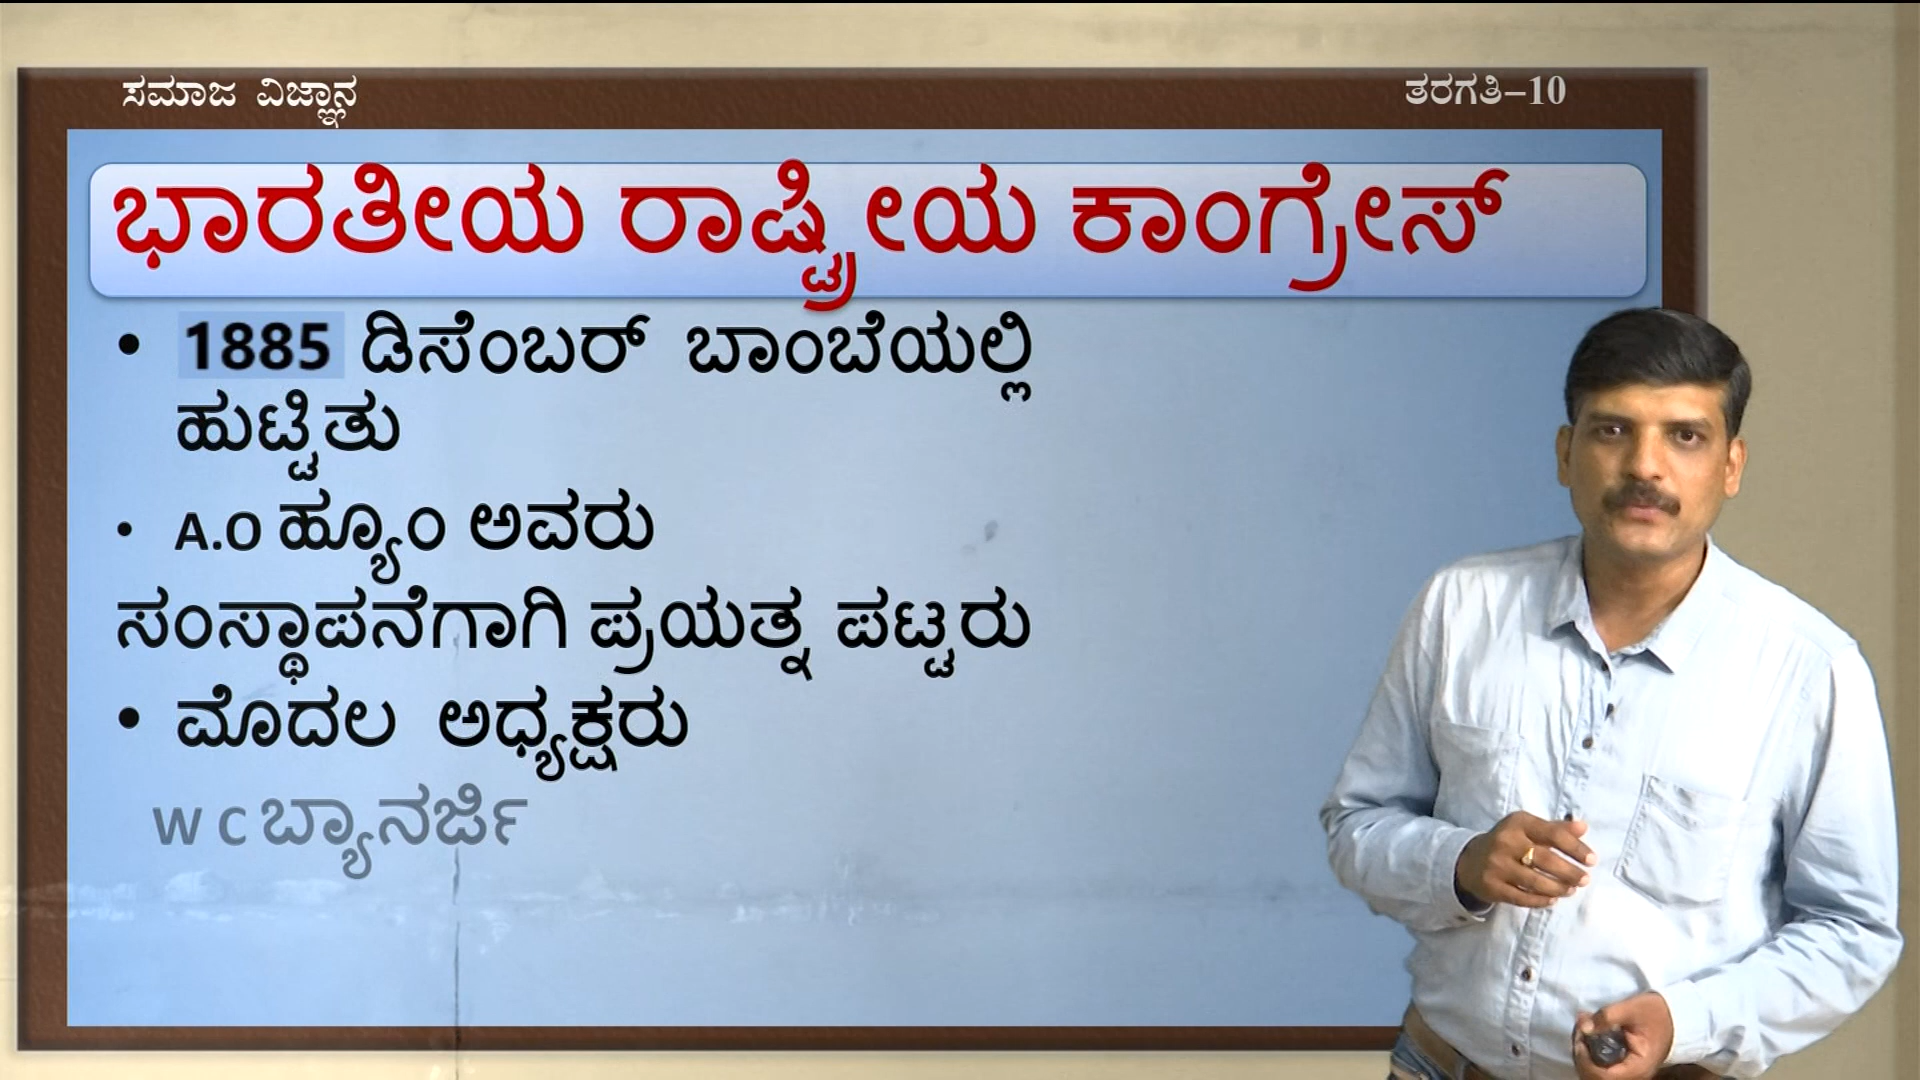 ಸಮಾಜ ವಿಜ್ಞಾನ
ತರಗತಿ–10
ಭಾರತೀಯ ರಾಷ್ಟ್ರೀಯ ಕಾಂಗ್ರೇಸ್
• 1885 ಡಿಸೆಂಬರ್ ಬಾಂಬೆಯಲ್ಲಿ
ಹುಟ್ಟಿತು
• A.O ಹ್ಯೂಂ ಅವರು
ಸಂಸ್ಥಾಪನೆಗಾಗಿ ಪ್ರಯತ್ನ ಪಟ್ಟರು
• ಮೊದಲ ಅಧ್ಯಕ್ಷರು
W C ಬ್ಯಾನರ್ಜಿ